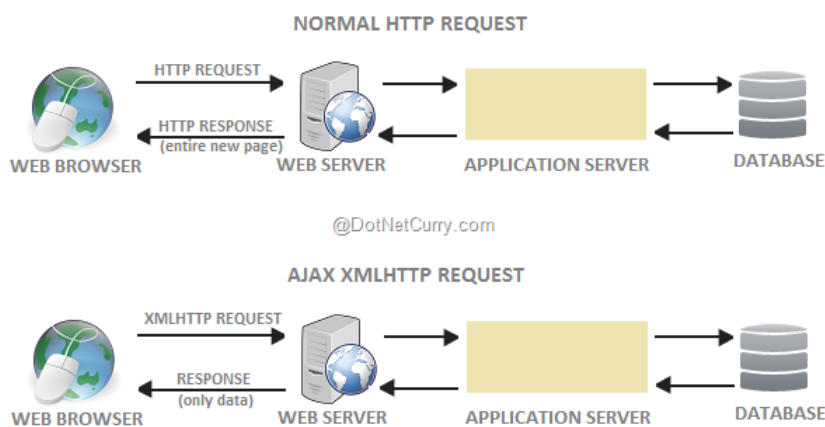 NORMAL HTTP REQUEST
HTTP REQUEST
HTTP RESPONSE
(entire new page)
WEB BROWSER
WEB SERVER
APPLICATION SERVER
DATABASE
@DotNetCurry.com
AJAX XMLHTTP REQUEST
XMLHTTP REQUEST
RESPONSE
(only data)
WEB BROWSER
WEB SERVER
APPLICATION SERVER
DATABASE